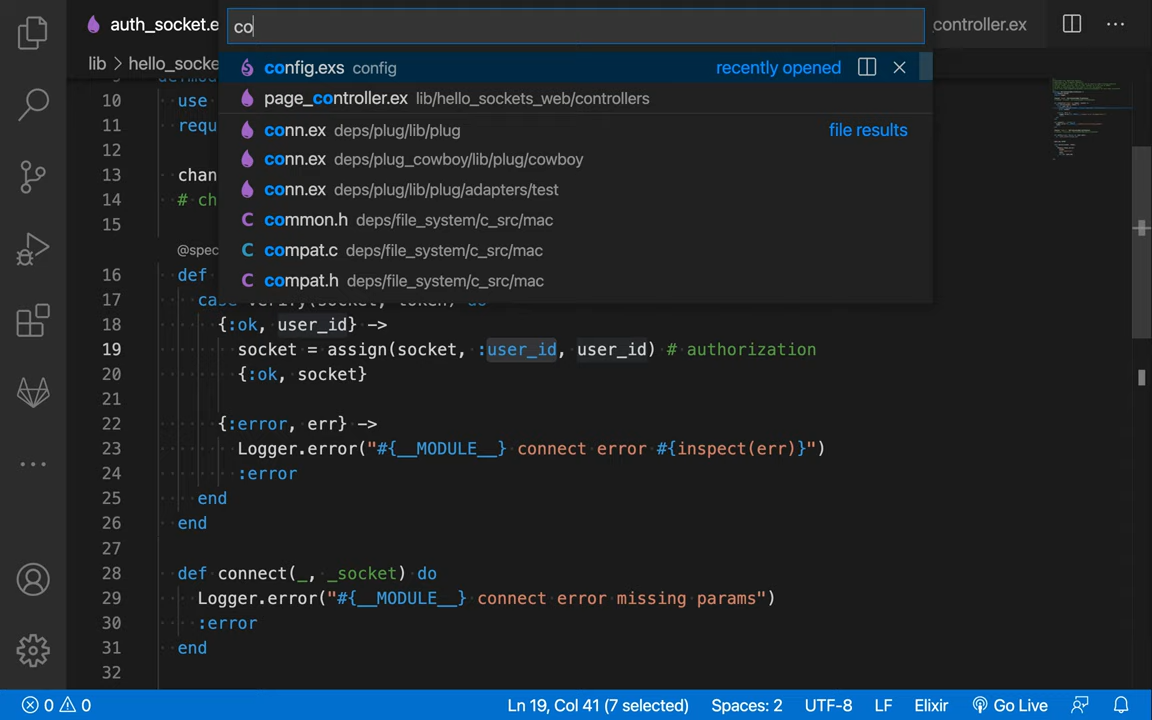 auth_socket.e
co
controller.ex
lib > hello_socke
config.exs config recently opened
page_controller.ex lib/hello_sockets_web/controllers
conn.ex deps/plug/lib/plug file results
conn.ex deps/plug_cowboy/lib/plug/cowboy
conn.ex deps/plug/lib/plug/adapters/test
C common.h deps/file_system/c_src/mac
C compat.c deps/file_system/c_src/mac
C compat.h deps/file_system/c_src/mac
10 use
11 requ
12
13 chan
14 # ch
15
@spec
16 def
17
18 {:ok, user_id} ->
19 socket = assign(socket, :user_id, user_id) # authorization
20 {:ok, socket}
21
22 {:error, err} ->
23 Logger.error("#{__MODULE__} connect error #{inspect(err)}")
24 :error
25 end
26 end
27
28 def connect(_, _socket) do
29 Logger.error("#{__MODULE__} connect error missing params")
30 :error
31 end
32
0 0 Ln 19, Col 41 (7 selected) Spaces: 2 UTF-8 LF Elixir Go Live